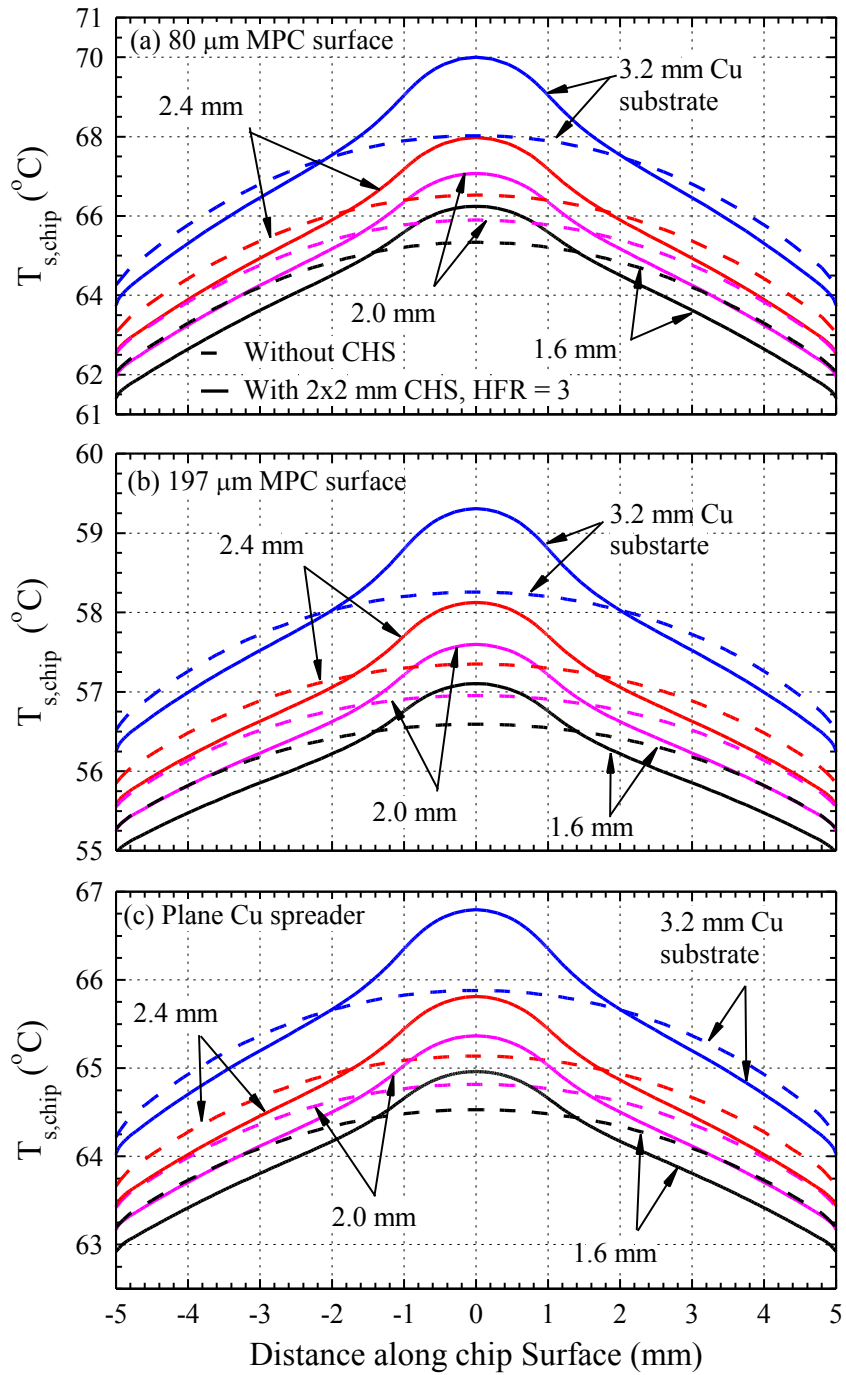 71
(a) 80 μm MPC surface
70
3.2 mm Cu
substrate
2.4 mm
68
66
64
2.0 mm
1.6 mm
Without CHS
62
With 2x2 mm CHS, HFR = 3
61
T s,chip (°C)
60
(b) 197 μm MPC surface
59
3.2 mm Cu
substarte
2.4 mm
58
57
56
2.0 mm
1.6 mm
55
T s,chip (°C)
67
(c) Plane Cu spreader
3.2 mm Cu
substrate
66
2.4 mm
65
64
2.0 mm
1.6 mm
63
T s,chip (°C)
-5 -4 -3 -2 -1 0 1 2 3 4 5
Distance along chip Surface (mm)